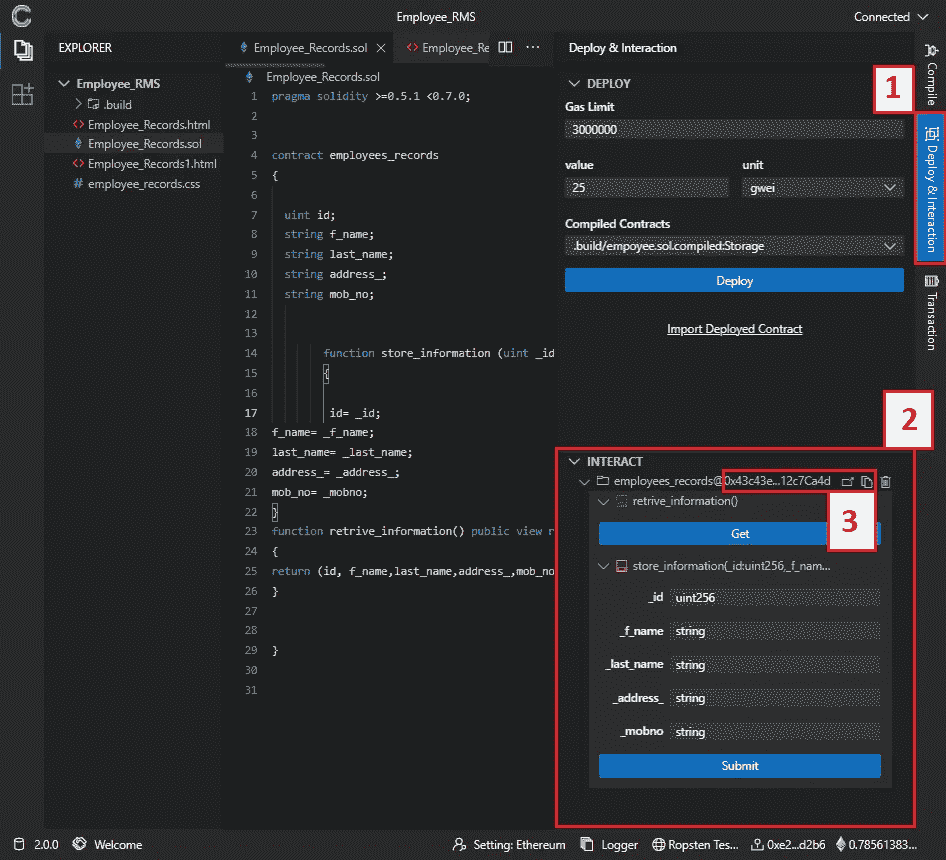 Employee_RMS
Connected
EXPLORER
Employee_RMS
.build
Employee_Records.html
Employee_Records.sol
Employee_Records1.html
# employee_records.css
Employee_Records.sol
Employee_Re
Employee_Records.sol
1 pragma solidity >=0.5.1 <0.7.0;
2
3
4 contract employees_records
5 {
6
7 uint id;
8 string f_name;
9 string last_name;
10 string address_;
11 string mob_no;
12
13
14 function store_information (uint _id
15 {
16
17 id= _id;
18 f_name= _f_name;
19 last_name= _last_name;
20 address_= _address_;
21 mob_no= _mobno;
22 }
23 function retrive_information() public view r
24 {
25 return (id, f_name,last_name,address_,mob_no
26 }
27
28
29 }
30
31
Deploy & Interaction
DEPLOY
Gas Limit
3000000
value unit
25 gwei
Compiled Contracts
.build/empoyee.sol.compiled:Storage
Deploy
Import Deployed Contract
INTERACT
employees_records@0x43c43e...12c7Ca4d
retrive_information()
Get
store_information(_id:uint256,_f_nam...
_id uint256
_f_name string
_last_name string
_address_ string
_mobno string
Submit
1
2
3
Compile
Deploy & Interaction
Transaction
2.0.0 Welcome
Setting: Ethereum Logger Ropsten Tes... 0xe2...d2b6 0.78561383...